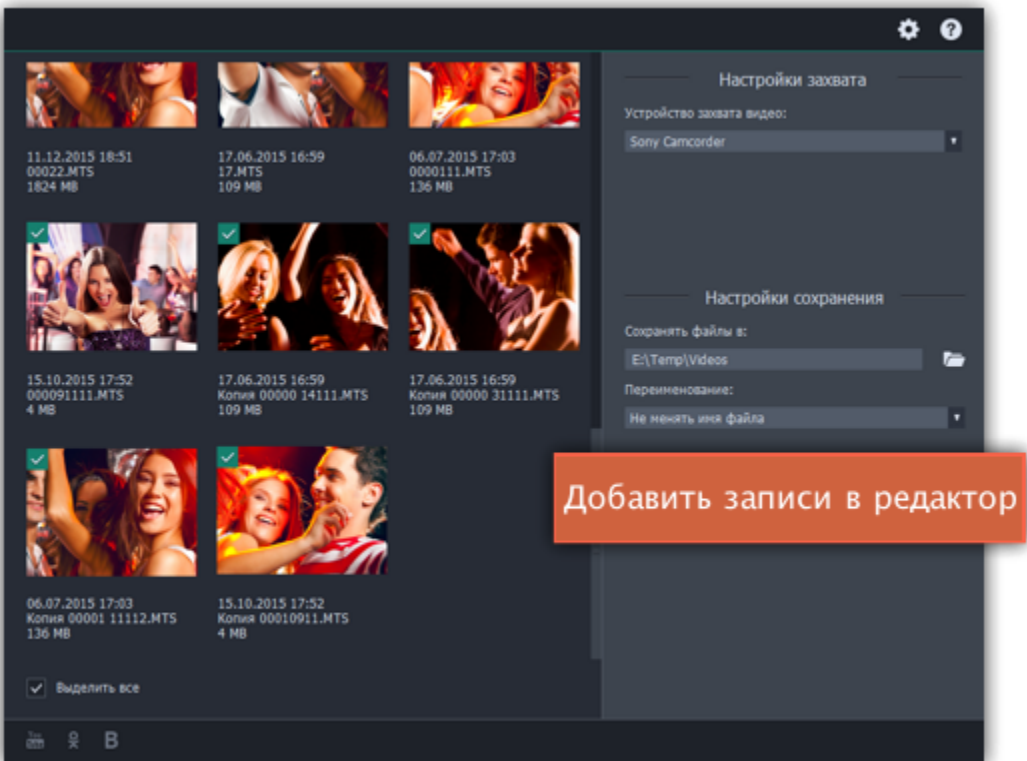 Настройки захвата
Устройство захвата видео:
Sony Camcorder
11.12.2015 18:51
00022.MTS
1824 MB
17.06.2015 16:59
17.MTS
109 MB
06.07.2015 17:03
0000111.MTS
136 MB
15.10.2015 17:52
000091111.MTS
4 MB
17.06.2015 16:59
Копия 00000 14111.MTS
109 MB
17.06.2015 16:59
Копия 00000 31111.MTS
109 MB
Настройки сохранения
Сохранять файлы в:
E:\Temp\Videos
Переименование:
Не менять имя файла
Добавить записи в редактор
06.07.2015 17:03
Копия 00001 11112.MTS
136 MB
15.10.2015 17:52
Копия 00010911.MTS
4 MB
Выделить все